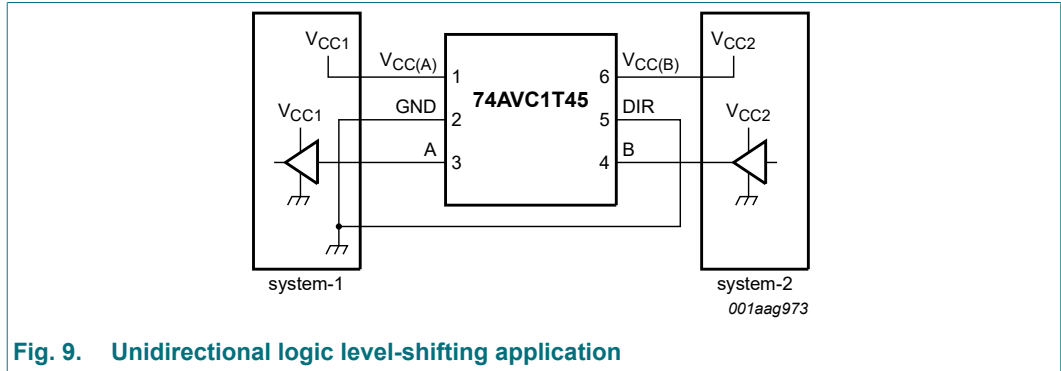 VCC1 VCC2
VCC(A) VCC(B)
1 6
74AVC1T45
VCC1 GND DIR VCC2
2 5
A B
3 4
system-1 system-2
001aag973
Fig. 9. Unidirectional logic level-shifting application